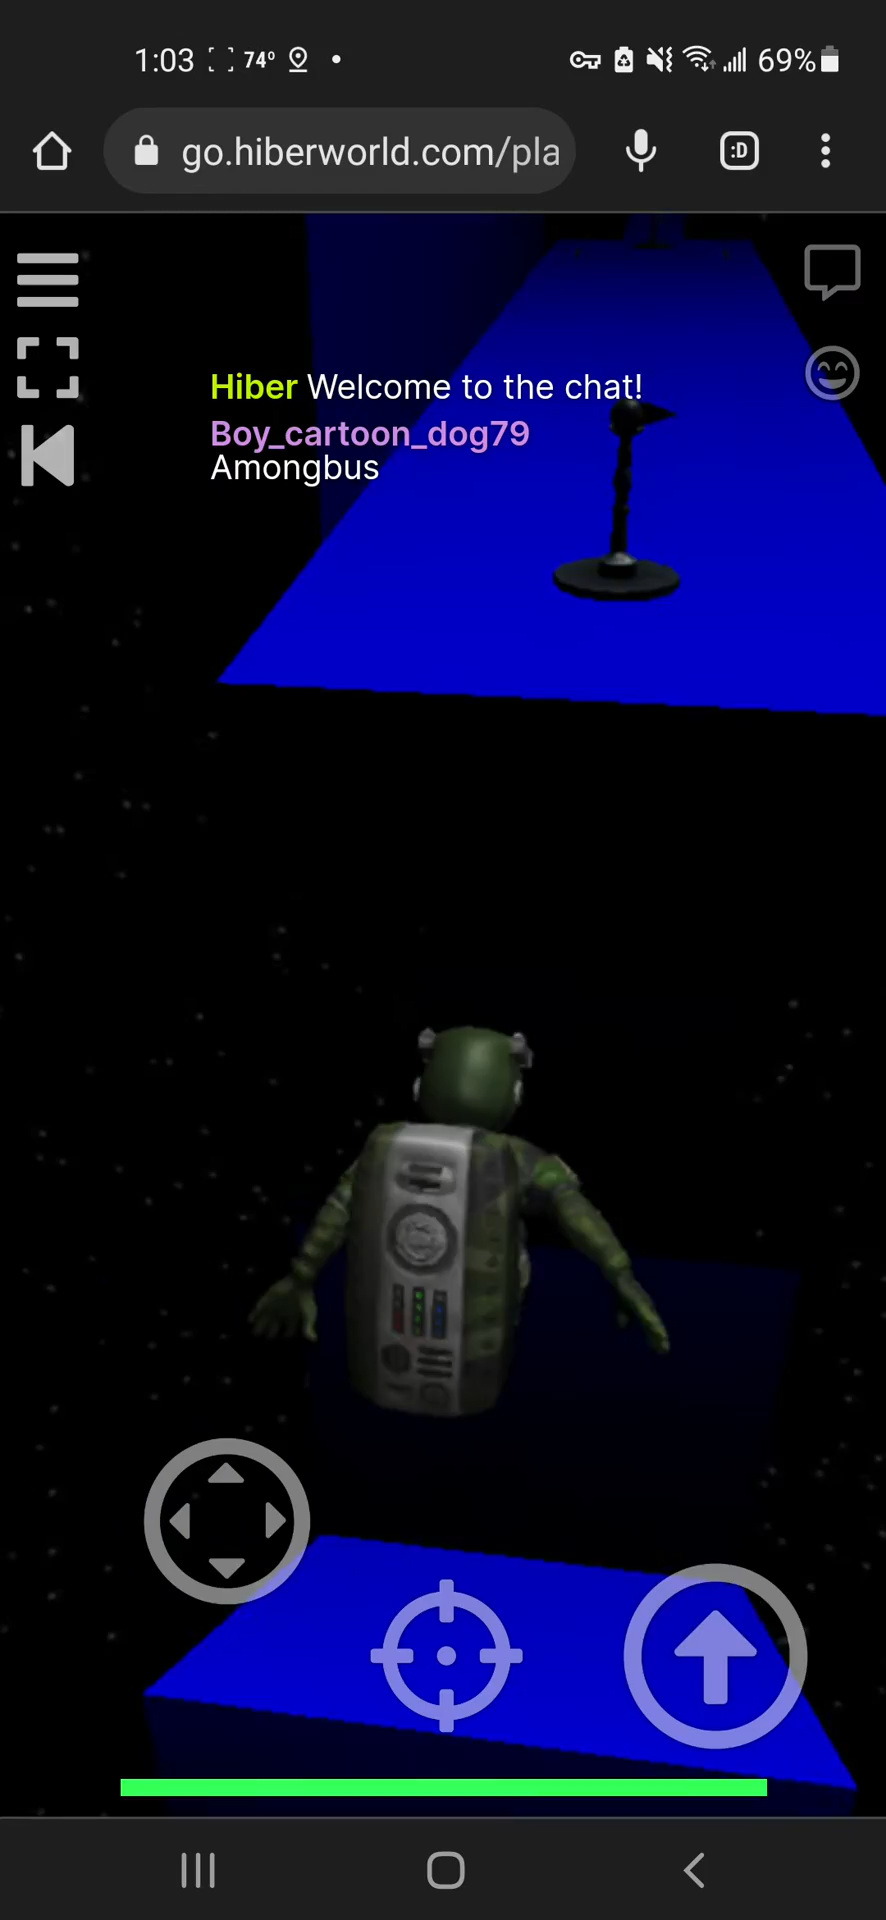 1:03 74° 69%
go.hiberworld.com/pla
:D
Hiber Welcome to the chat!
Boy_cartoon_dog79
Amongbus